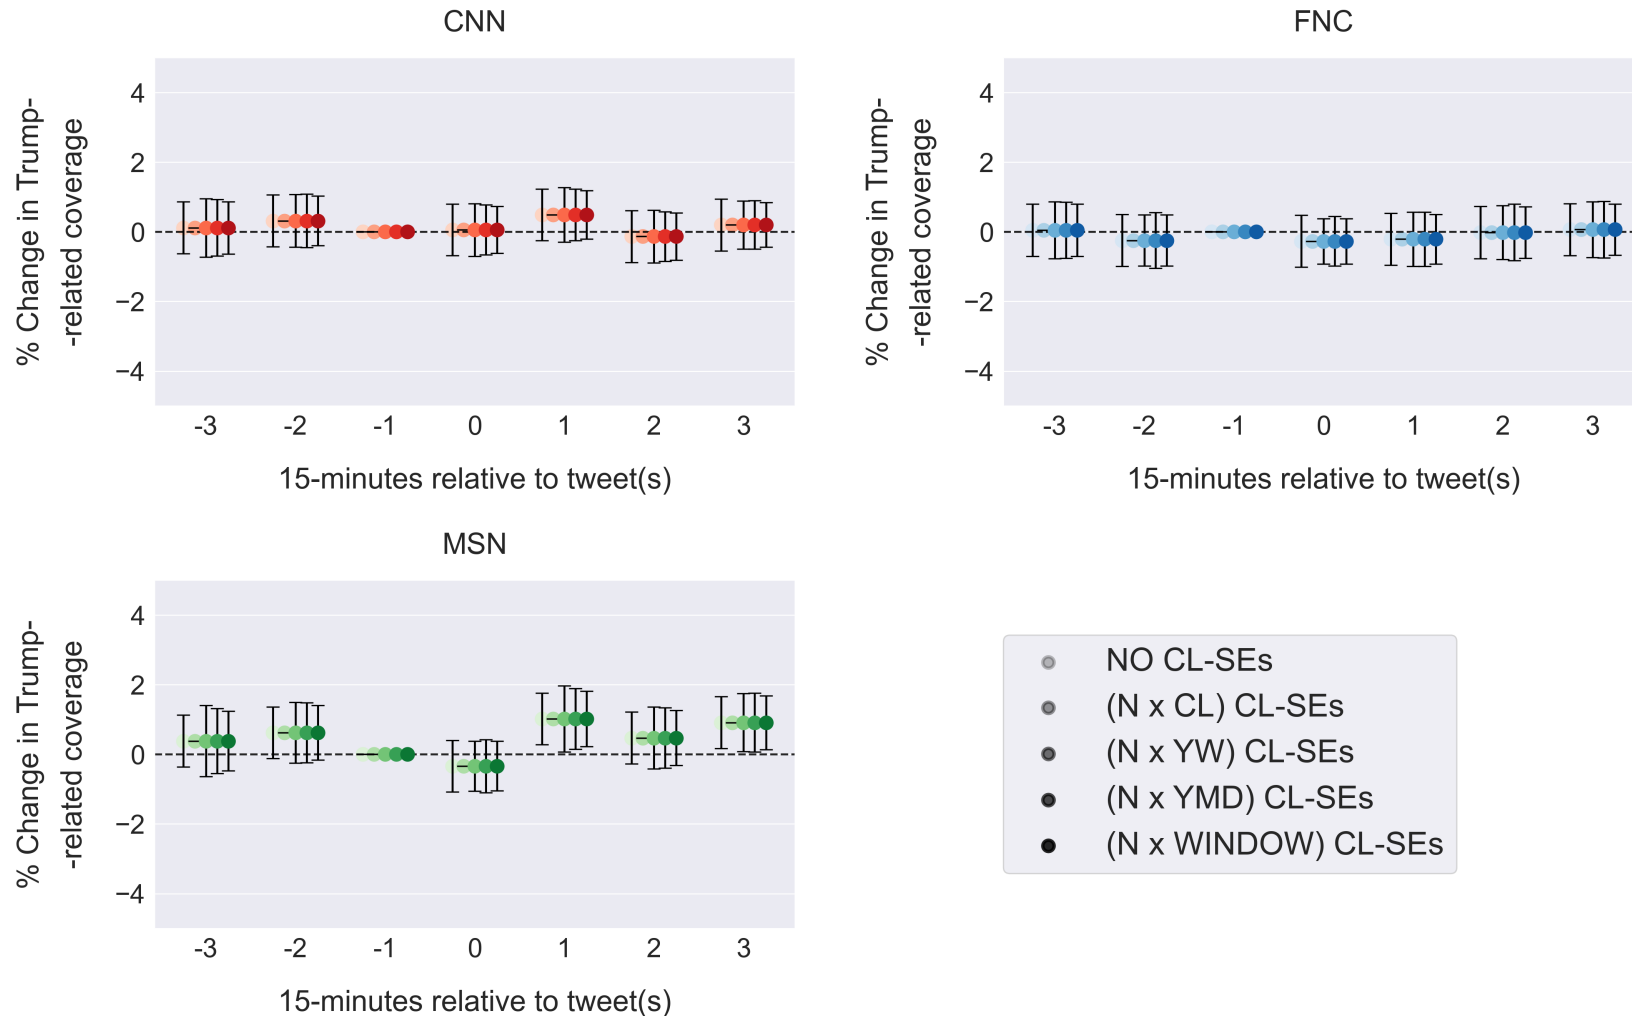 CNN
% Change in Trump-
-related coverage
4
2
0
−2
−4
-3 -2 -1 0 1 2 3
15-minutes relative to tweet(s)
FNC
% Change in Trump-
-related coverage
4
2
0
−2
−4
-3 -2 -1 0 1 2 3
15-minutes relative to tweet(s)
MSN
% Change in Trump-
-related coverage
4
2
0
−2
−4
-3 -2 -1 0 1 2 3
15-minutes relative to tweet(s)
NO CL-SEs
(N x CL) CL-SEs
(N x YW) CL-SEs
(N x YMD) CL-SEs
(N x WINDOW) CL-SEs